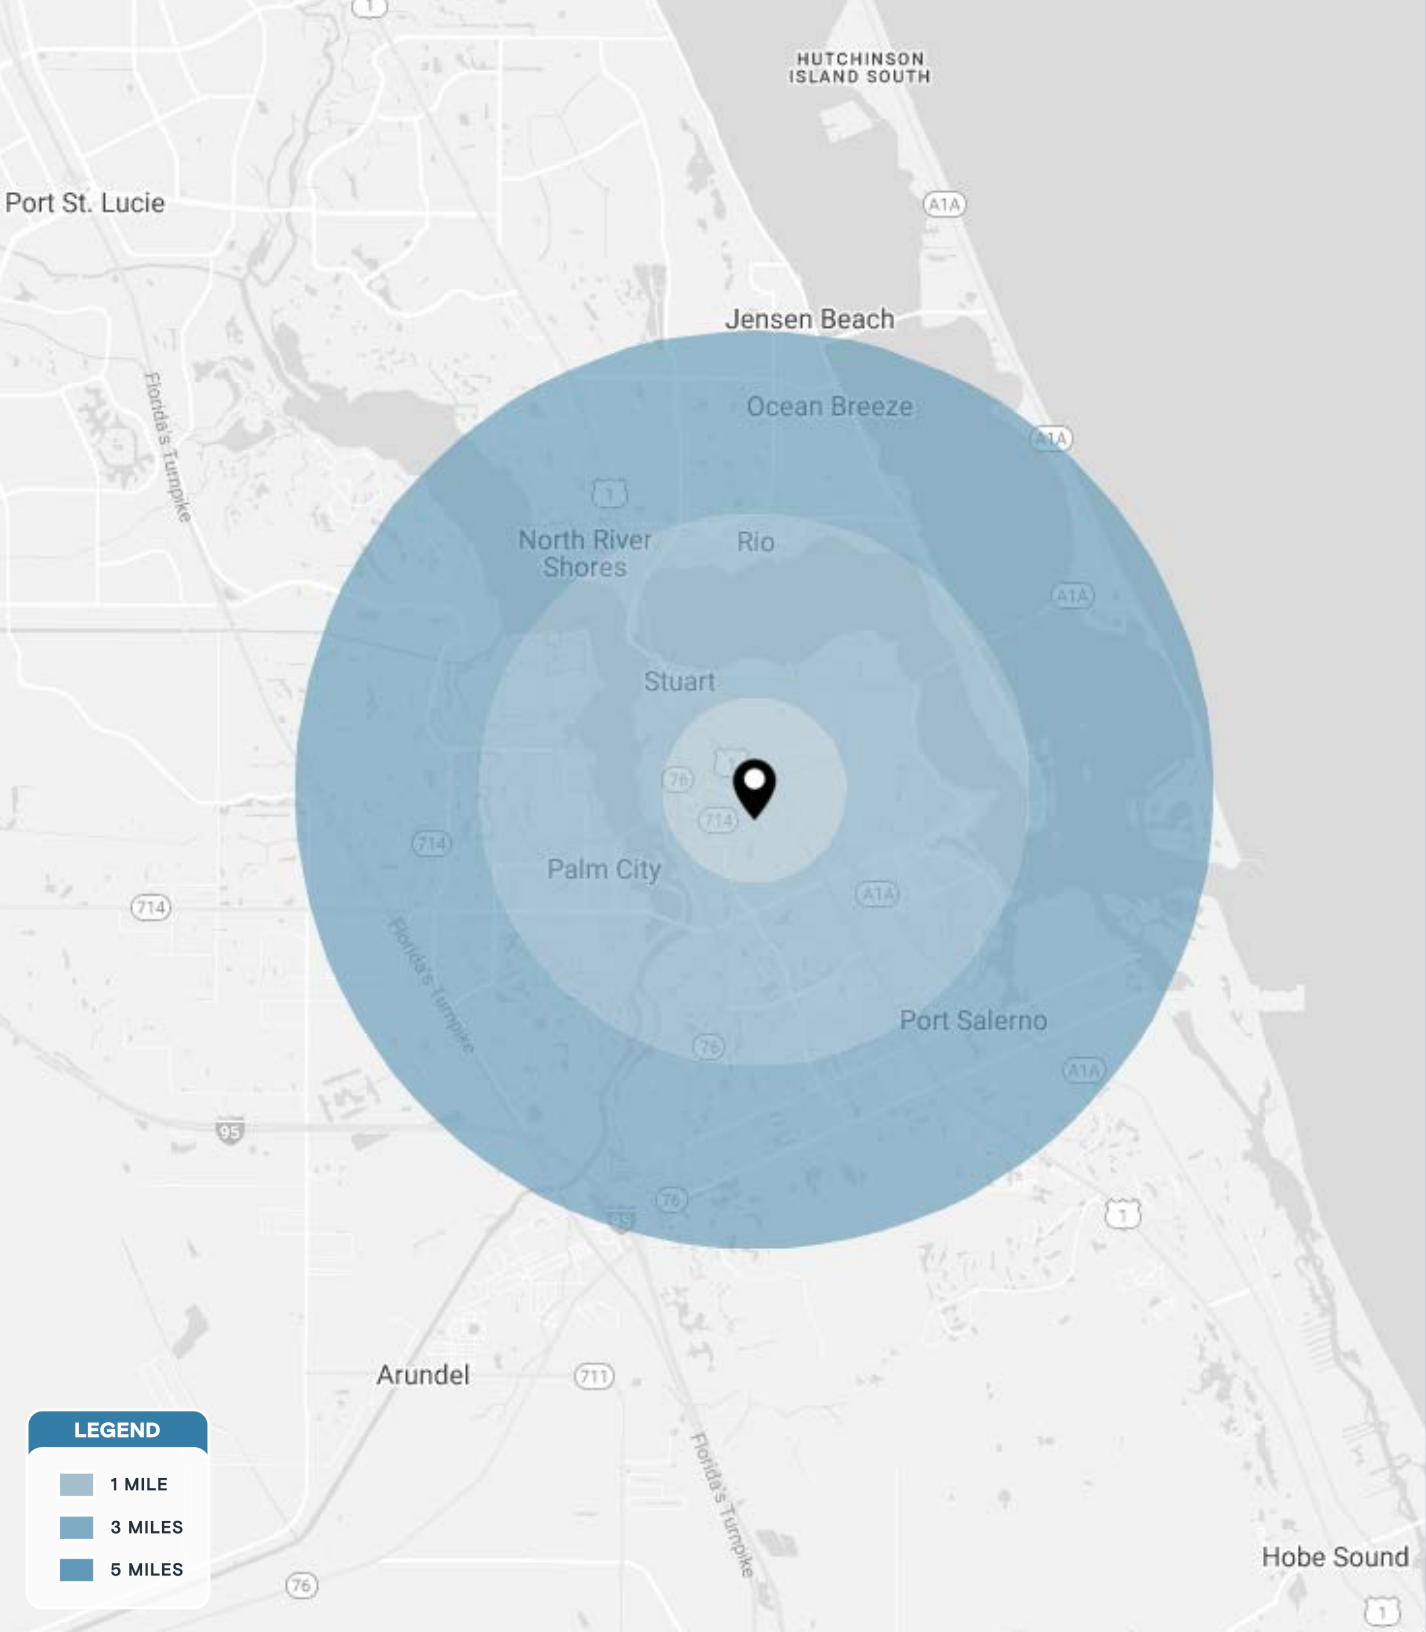 1
HUTCHINSON
ISLAND SOUTH
Port St. Lucie
A1A
Jensen Beach
Florida's Turnpike
Ocean Breeze
A1A
1
North River
Shores
Rio
A1A
Stuart
76
1
714
714
Palm City
A1A
714
Florida's Turnpike
Port Salerno
76
A1A
95
76
95
1
Arundel
711
LEGEND
1 MILE
3 MILES
5 MILES
Florida's Turnpike
Hobe Sound
76
1